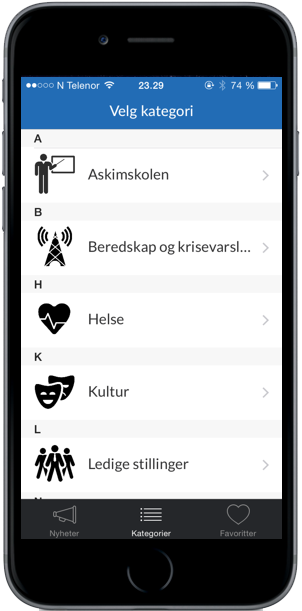 N Telenor 23.29 74 %
Velg kategori
A
Askimskolen
B
Beredskap og krisevarsl...
H
Helse
K
Kultur
L
Ledige stillinger
Nyheter Kategorier Favoritter